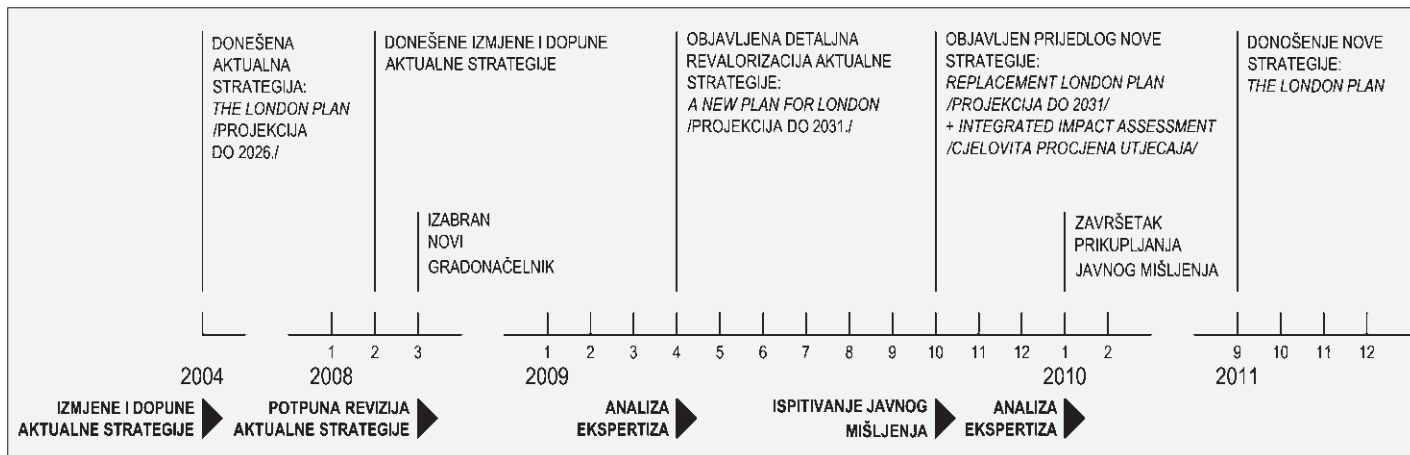 DONEŠENA
AKTUALNA
STRATEGIJA:
THE LONDON PLAN
/PROJEKCIJA
DO 2026./
DONEŠENE IZMJENE I DOPUNE
AKTUALNE STRATEGIJE
OBJAVLJENA DETALJNA
REVALORIZACIJA AKTUALNE
STRATEGIJE:
A NEW PLAN FOR LONDON
/PROJEKCIJA DO 2031./
OBJAVLJEN PRIJEDLOG NOVE
STRATEGIJE:
REPLACEMENT LONDON PLAN
/PROJEKCIJA DO 2031/
+ INTEGRATED IMPACT ASSESSMENT
/CJELOVITA PROCJENA UTJECAJA/
DONOŠENJE NOVE
STRATEGIJE:
THE LONDON PLAN
IZABRAN
NOVI
GRADONAČELNIK
ZAVRŠETAK
PRIKUPLJANJA
JAVNOG MIŠLJENJA
1 2 3 1 2 3 4 5 6 7 8 9 10 11 12 1 2 9 10 11 12
2004 2008 2009 2010 2011
IZMJENE I DOPUNE
AKTUALNE STRATEGIJE
POTPUNA REVIZIJA
AKTUALNE STRATEGIJE
ANALIZA
EKSPERTIZA
ISPITIVANJE JAVNOG
MIŠLJENJA
ANALIZA
EKSPERTIZA